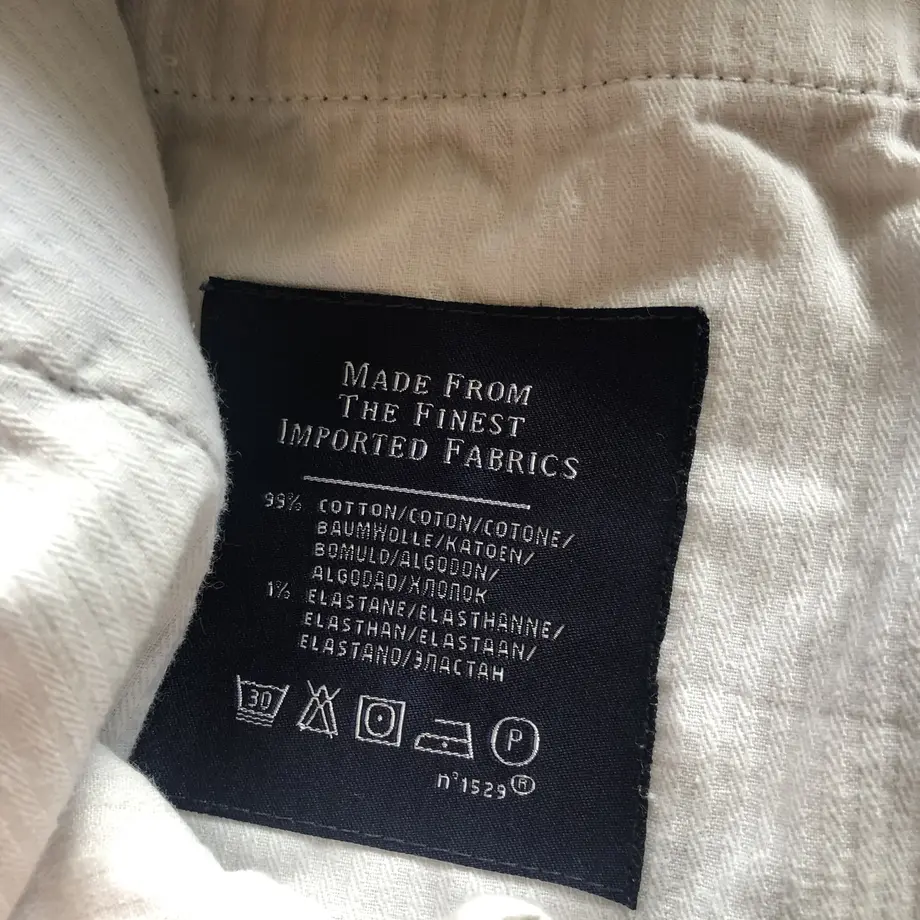 MADE FROM
THE FINEST
IMPORTED FABRICS
99% COTTON/COTON/COTONE/
BAUMWOLLE/KATOEN/
BOMULD/ALGODON/
ALGODAO/ХЛОПОК
1% ELASTANE/ELASTHANNE/
ELASTHAN/ELASTAAN/
ELASTANO/ЭЛАСТАН
30 P
n°1529®